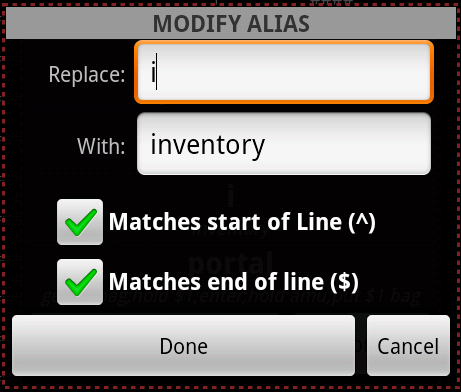 MODIFY ALIAS
Replace: i
With: inventory
Matches start of Line (^)
portal
Matches end of line ($)
Done Cancel